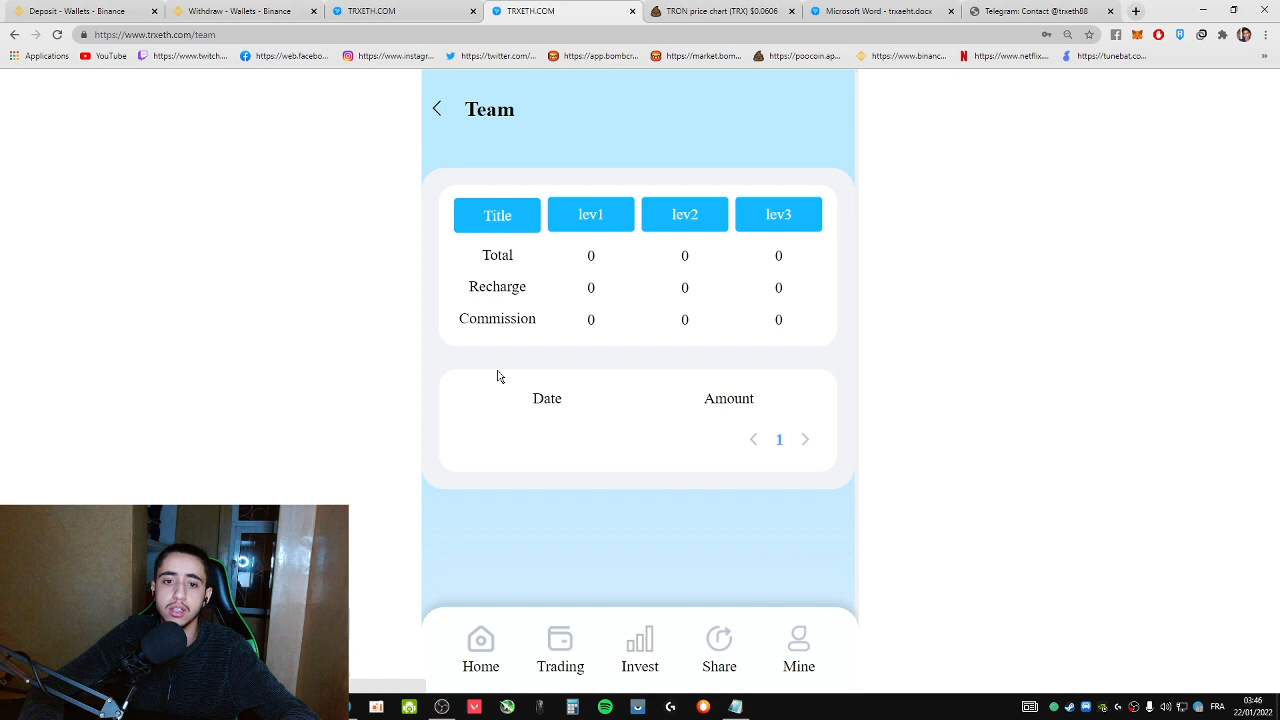 Deposit - Wallets - Binance
Withdraw - Wallets - Binance
TRXETH.COM
TRXETH.COM
TRON price chart (TRX) $0.0606
Microsoft Word - trxaeht.docx
Telegram: Contact @trxeth88
https://www.trxeth.com/team
Applications
YouTube
https://www.twitch...
https://web.facebo...
https://www.instagr...
https://twitter.com/...
https://app.bombcr...
https://market.bom...
https://poocoin.ap...
https://www.binanc...
https://www.netflix...
https://tunebat.co...
Team
Title lev1 lev2 lev3
Total 0 0 0
Recharge 0 0 0
Commission 0 0 0
Date Amount
1
Home Trading Invest Share Mine
FRA
03:46
22/01/2022